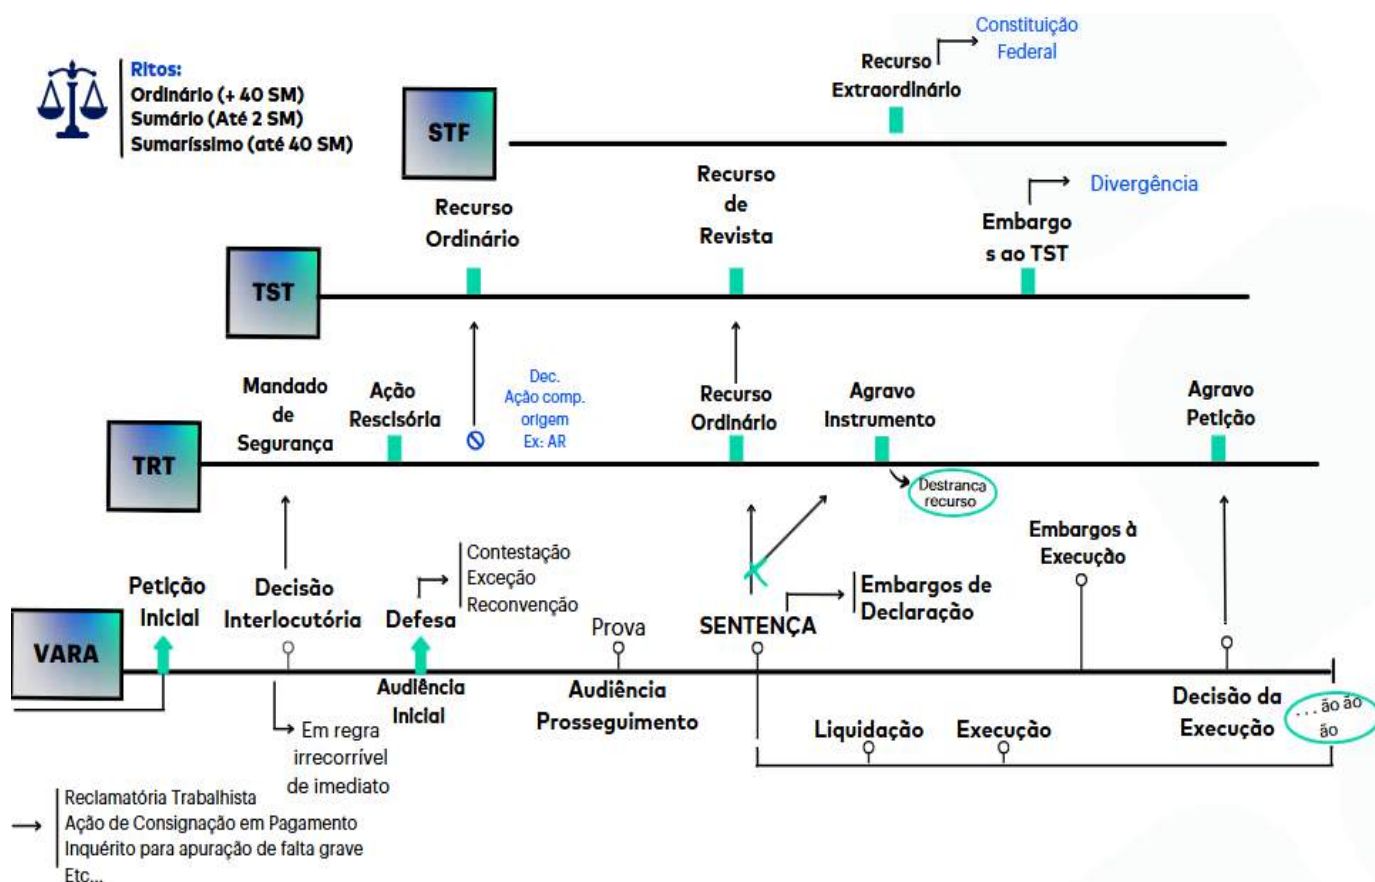 Ritos:
Ordinário (+ 40 SM)
Sumário (Até 2 SM)
Sumaríssimo (até 40 SM)
STF
Recurso
Extraordinário
Constituição
Federal
TST
Recurso
Ordinário
Recurso
de
Revista
Embargo
s ao TST
Divergência
TRT
Mandado
de
Segurança
Ação
Rescisória
Dec.
Ação comp.
origem
Ex: AR
Recurso
Ordinário
Agravo
Instrumento
Destranca
recurso
Agravo
Petição
VARA
Petição
Inicial
Decisão
Interlocutória
Em regra
irrecorrível
de imediato
Defesa
Contestação
Exceção
Reconvenção
Audiência
Inicial
Prova
Audiência
Prosseguimento
SENTENÇA
Embargos de
Declaração
Liquidação
Execução
Embargos à
Execução
Decisão da
Execução
...ão ão
ão
Reclamatória Trabalhista
Ação de Consignação em Pagamento
Inquérito para apuração de falta grave
Etc...